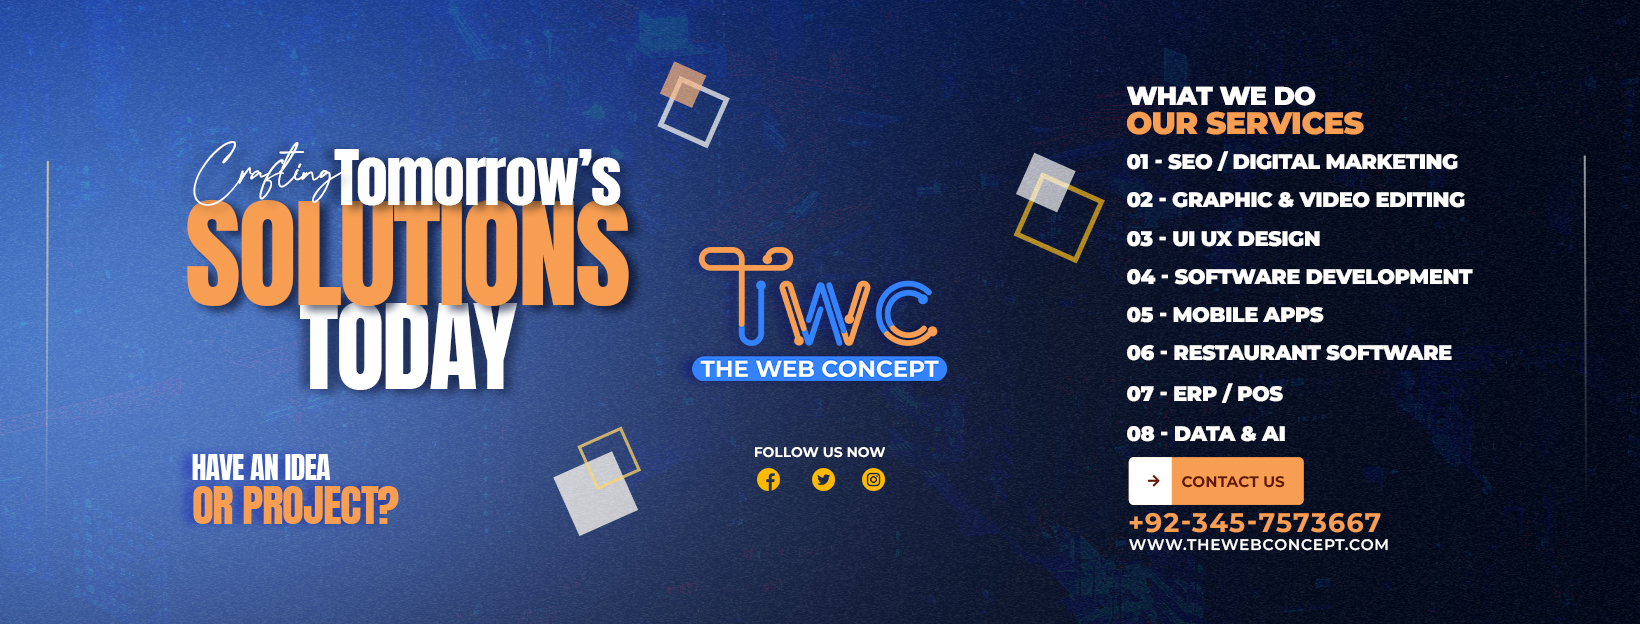 Crafting Tomorrow's
SOLUTIONS
TODAY
HAVE AN IDEA
OR PROJECT?
TWC
THE WEB CONCEPT
FOLLOW US NOW
WHAT WE DO
OUR SERVICES
01 - SEO / DIGITAL MARKETING
02 - GRAPHIC & VIDEO EDITING
03 - UI UX DESIGN
04 - SOFTWARE DEVELOPMENT
05 - MOBILE APPS
06 - RESTAURANT SOFTWARE
07 - ERP / POS
08 - DATA & AI
→ CONTACT US
+92-345-7573667
WWW.THEWEBCONCEPT.COM